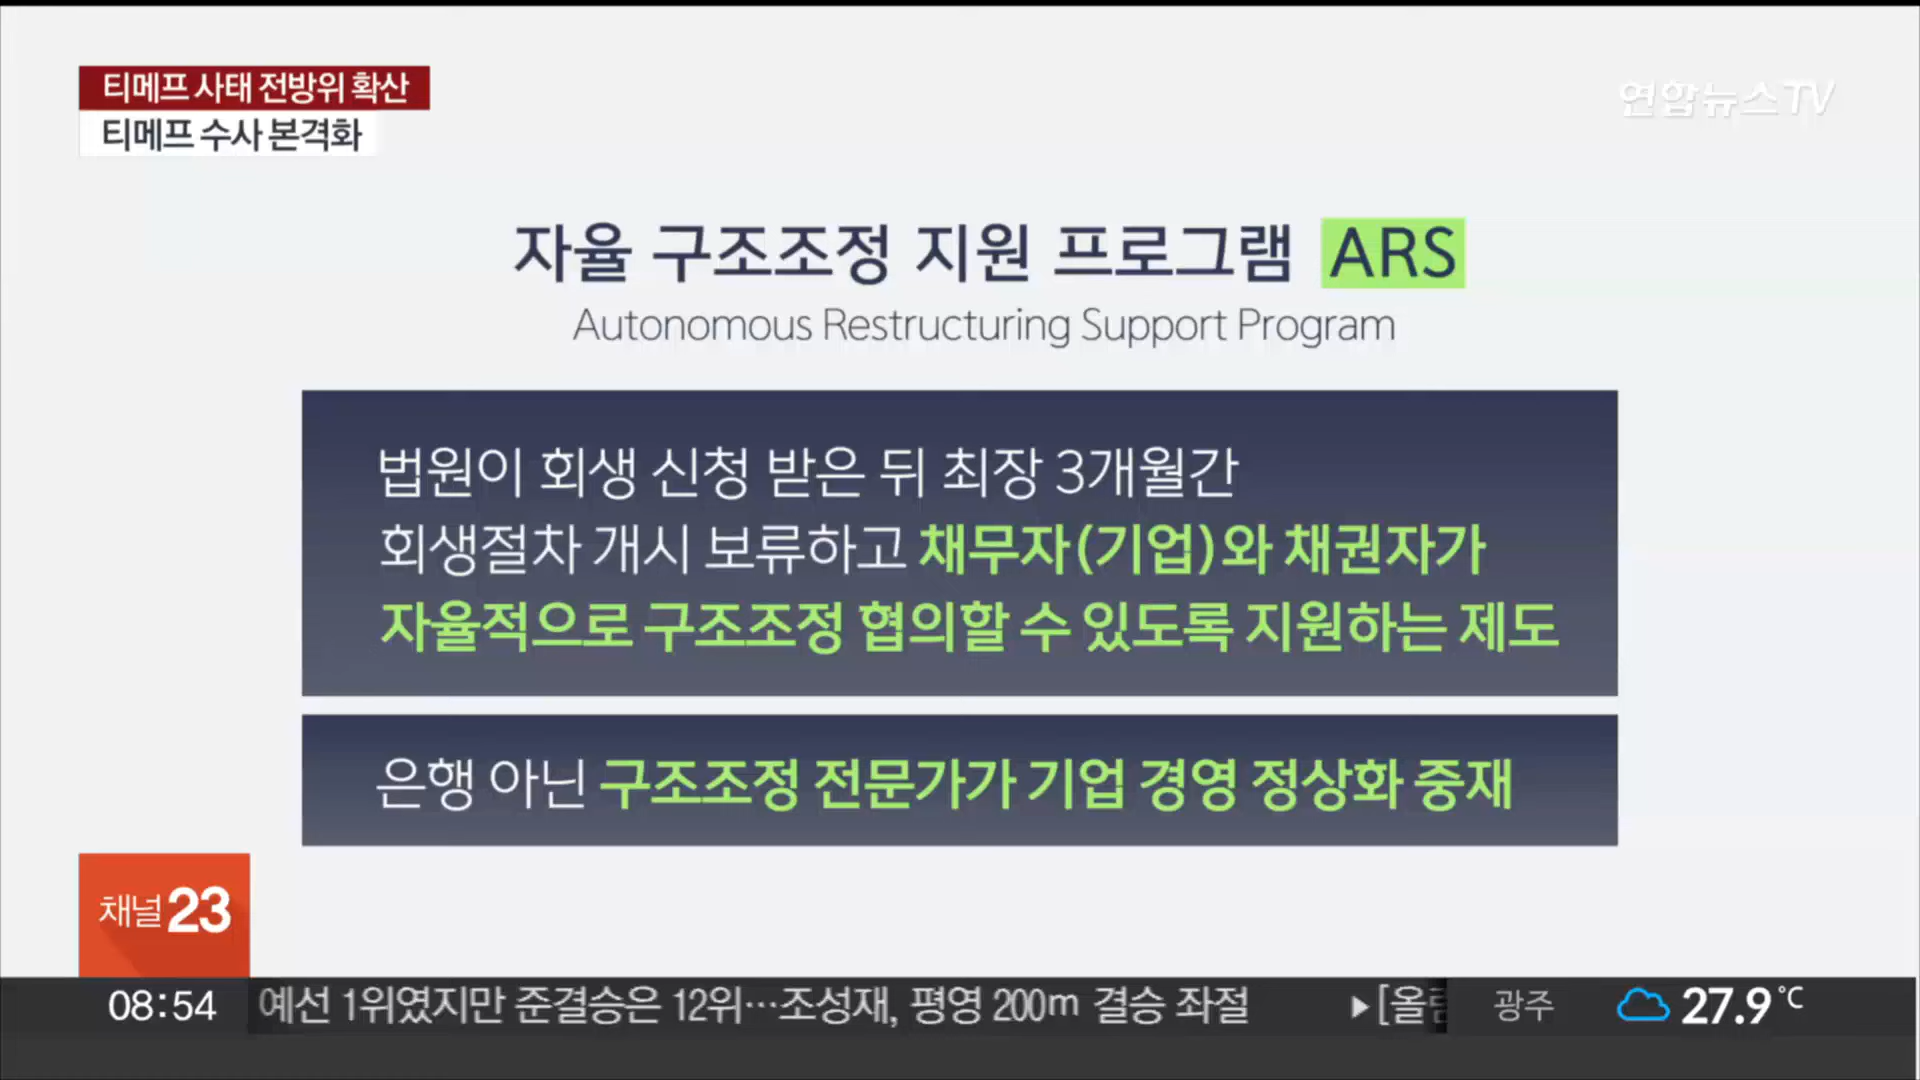 티메프 사태 전방위 확산
티메프 수사 본격화
연합뉴스TV
자율 구조조정 지원 프로그램 ARS
Autonomous Restructuring Support Program
법원이 회생 신청 받은 뒤 최장 3개월간
회생절차 개시 보류하고 채무자(기업)와 채권자가
자율적으로 구조조정 협의할 수 있도록 지원하는 제도
은행 아닌 구조조정 전문가가 기업 경영 정상화 중재
채널 23
08:54 예선 1위였지만 준결승은 12위…조성재, 평영 200m 결승 좌절 ▶[올 광주 27.9℃